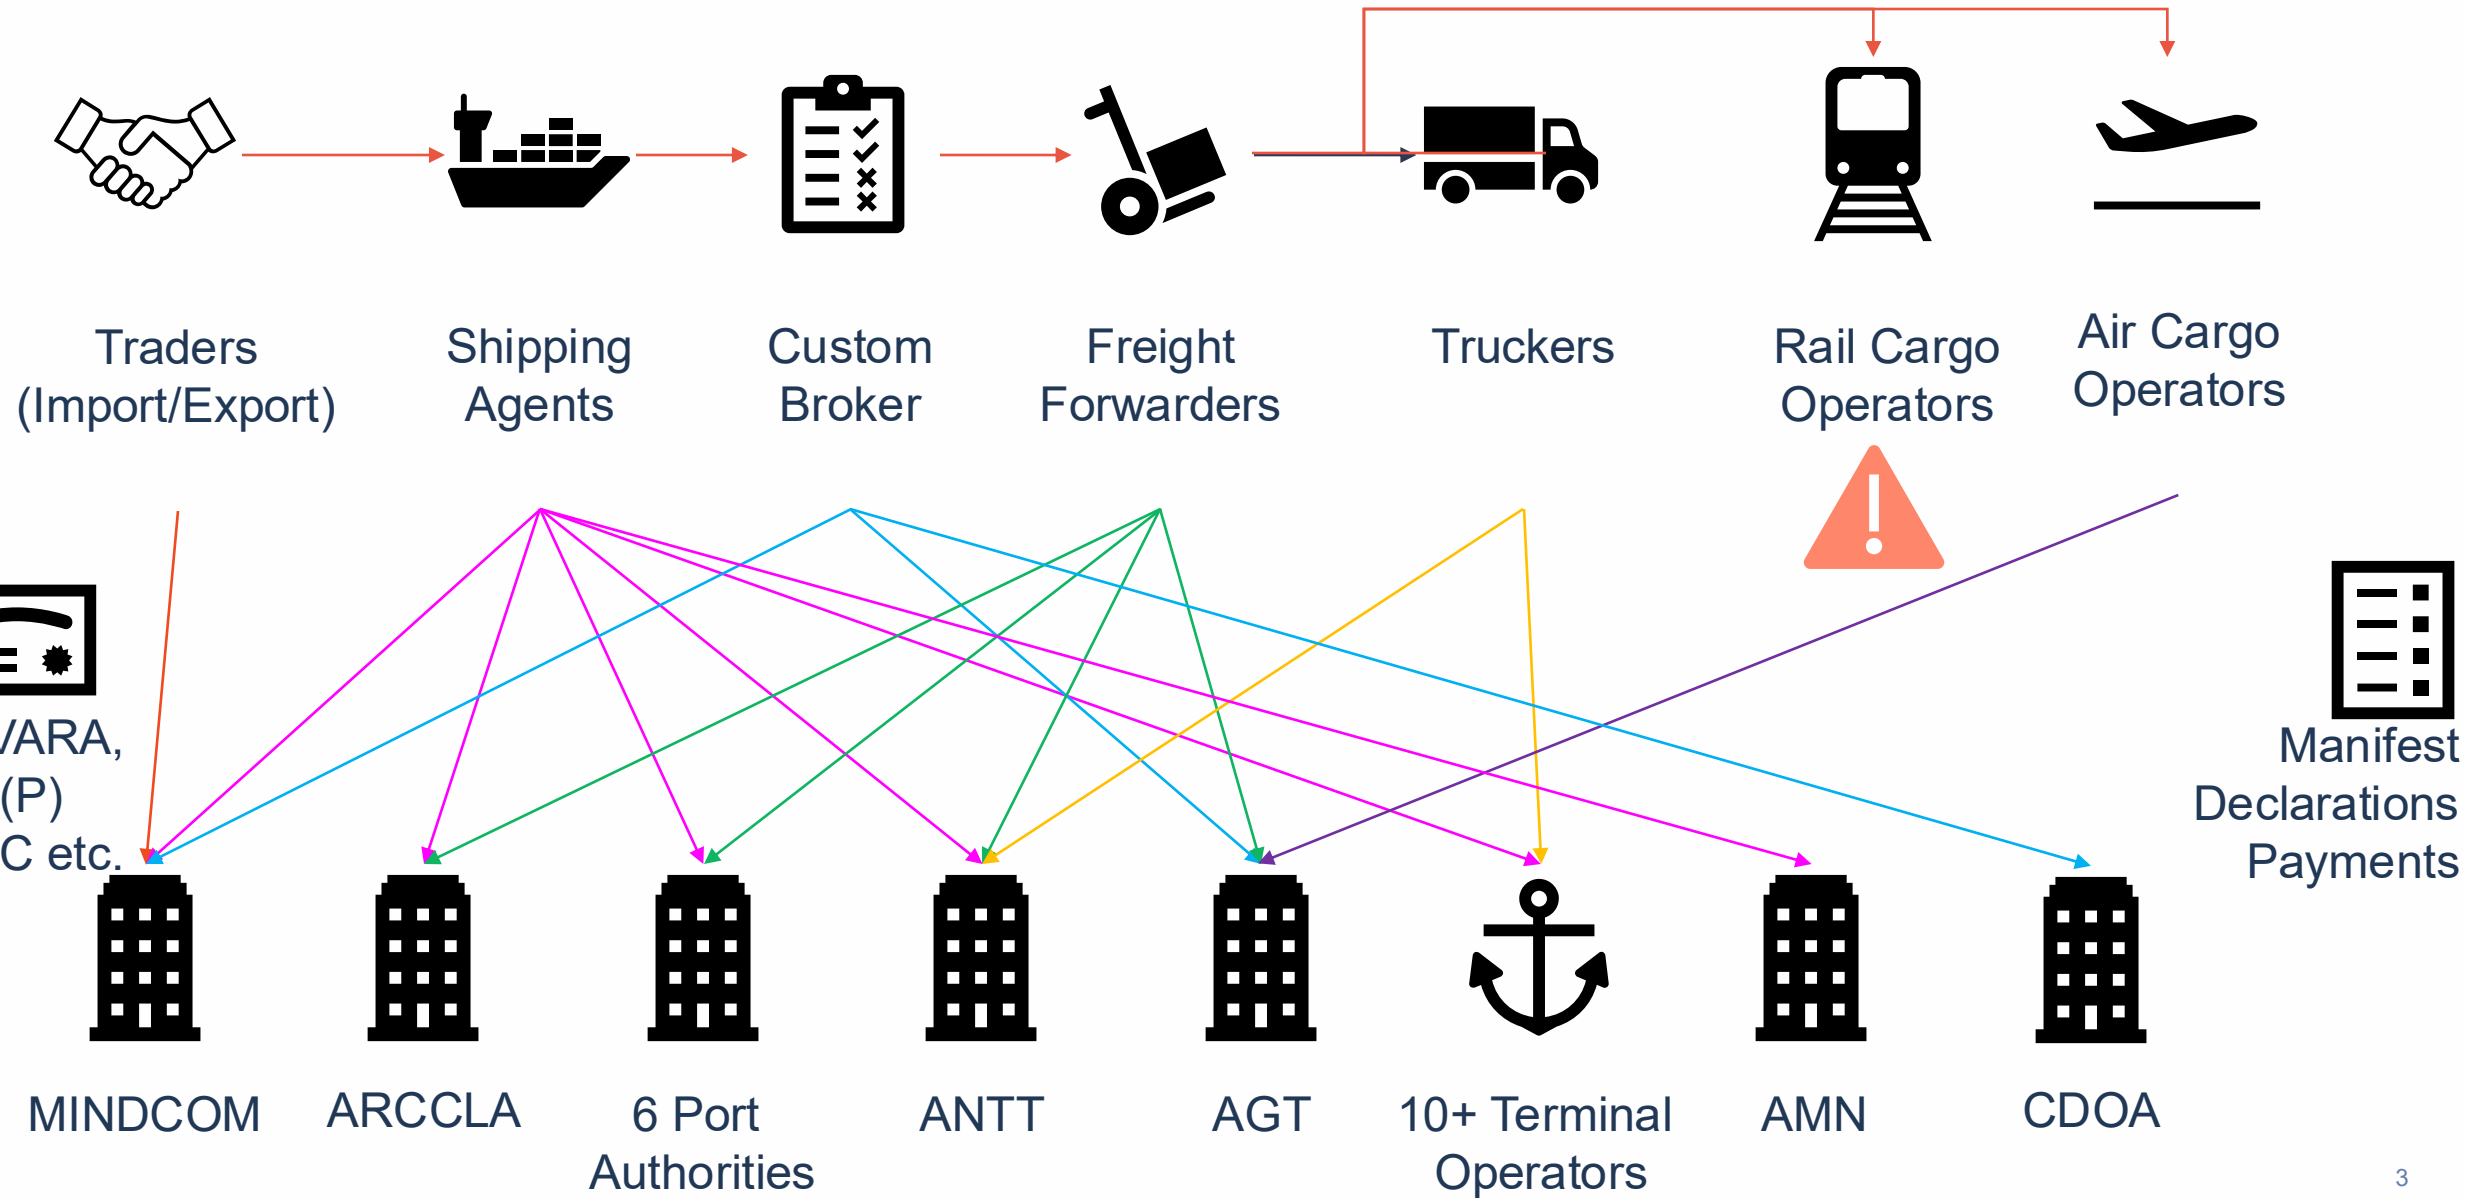 Traders
(Import/Export)
Shipping
Agents
Custom
Broker
Freight
Forwarders
Truckers
Rail Cargo
Operators
Air Cargo
Operators
(P)
etc.
Manifest
Declarations
Payments
MINDCOM
ARCCLA
6 Port
Authorities
ANTT
AGT
10+ Terminal
Operators
AMN
CDOA
3